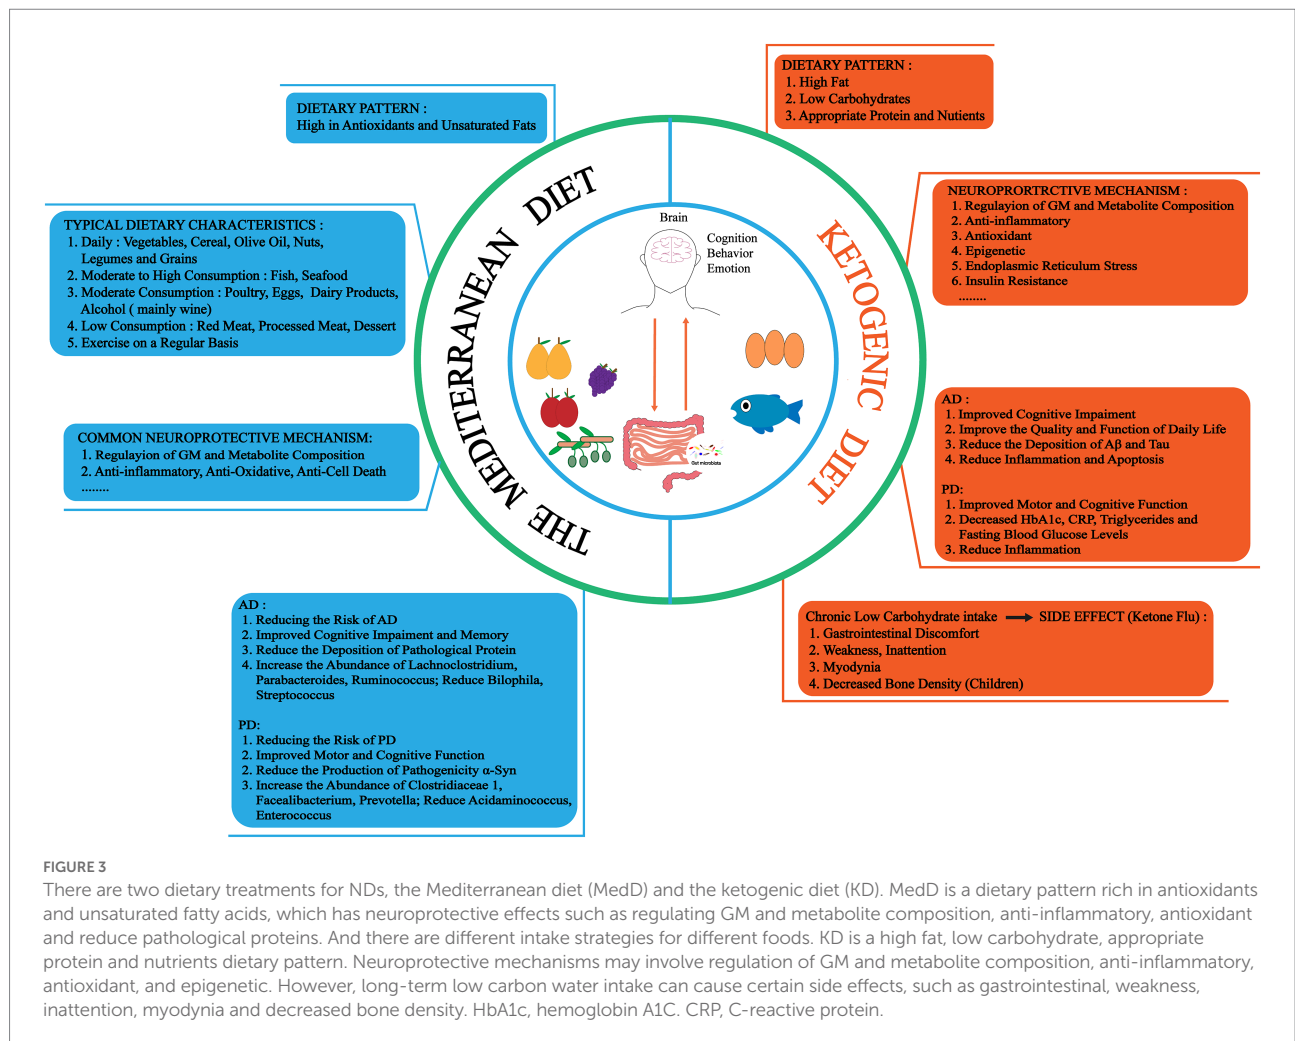 DIETARY PATTERN :
High in Antioxidants and Unsaturated Fats
TYPICAL DIETARY CHARACTERISTICS :
1. Daily : Vegetables, Cereal, Olive Oil, Nuts,
Legumes and Grains
2. Moderate to High Consumption : Fish, Seafood
3. Moderate Consumption : Poultry, Eggs, Dairy Products,
Alcohol ( mainly wine)
4. Low Consumption : Red Meat, Processed Meat, Dessert
5. Exercise on a Regular Basis
COMMON NEUROPROTECTIVE MECHANISM:
1. Regulayion of GM and Metabolite Composition
2. Anti-inflammatory, Anti-Oxidative, Anti-Cell Death
........
AD :
1. Reducing the Risk of AD
2. Improved Cognitive Impaiment and Memory
3. Reduce the Deposition of Pathological Protein
4. Increase the Abundance of Lachnoclostridium,
Parabacteroides, Ruminococcus; Reduce Bilophila,
Streptococcus
PD:
1. Reducing the Risk of PD
2. Improved Motor and Cognitive Function
2. Reduce the Production of Pathogenicity α-Syn
3. Increase the Abundance of Clostridiaceae 1,
Facealibacterium, Prevotella; Reduce Acidaminococcus,
Enterococcus
THE MEDITERRANEAN DIET
Brain
Cognition
Behavior
Emotion
Gut microbiota
KETOGENIC DIET
DIETARY PATTERN :
1. High Fat
2. Low Carbohydrates
3. Appropriate Protein and Nutients
NEUROPRORTRCTIVE MECHANISM :
1. Regulayion of GM and Metabolite Composition
2. Anti-inflammatory
3. Antioxidant
4. Epigenetic
5. Endoplasmic Reticulum Stress
6. Insulin Resistance
........
AD :
1. Improved Cognitive Impaiment
2. Improve the Quality and Function of Daily Life
3. Reduce the Deposition of Aβ and Tau
4. Reduce Inflammation and Apoptosis
PD:
1. Improved Motor and Cognitive Function
2. Decreased HbA1c, CRP, Triglycerides and
Fasting Blood Glucose Levels
3. Reduce Inflammation
Chronic Low Carbohydrate intake → SIDE EFFECT (Ketone Flu) :
1. Gastrointestinal Discomfort
2. Weakness, Inattention
3. Myodynia
4. Decreased Bone Density (Children)
FIGURE 3
There are two dietary treatments for NDs, the Mediterranean diet (MedD) and the ketogenic diet (KD). MedD is a dietary pattern rich in antioxidants
and unsaturated fatty acids, which has neuroprotective effects such as regulating GM and metabolite composition, anti-inflammatory, antioxidant
and reduce pathological proteins. And there are different intake strategies for different foods. KD is a high fat, low carbohydrate, appropriate
protein and nutrients dietary pattern. Neuroprotective mechanisms may involve regulation of GM and metabolite composition, anti-inflammatory,
antioxidant, and epigenetic. However, long-term low carbon water intake can cause certain side effects, such as gastrointestinal, weakness,
inattention, myodynia and decreased bone density. HbA1c, hemoglobin A1C. CRP, C-reactive protein.